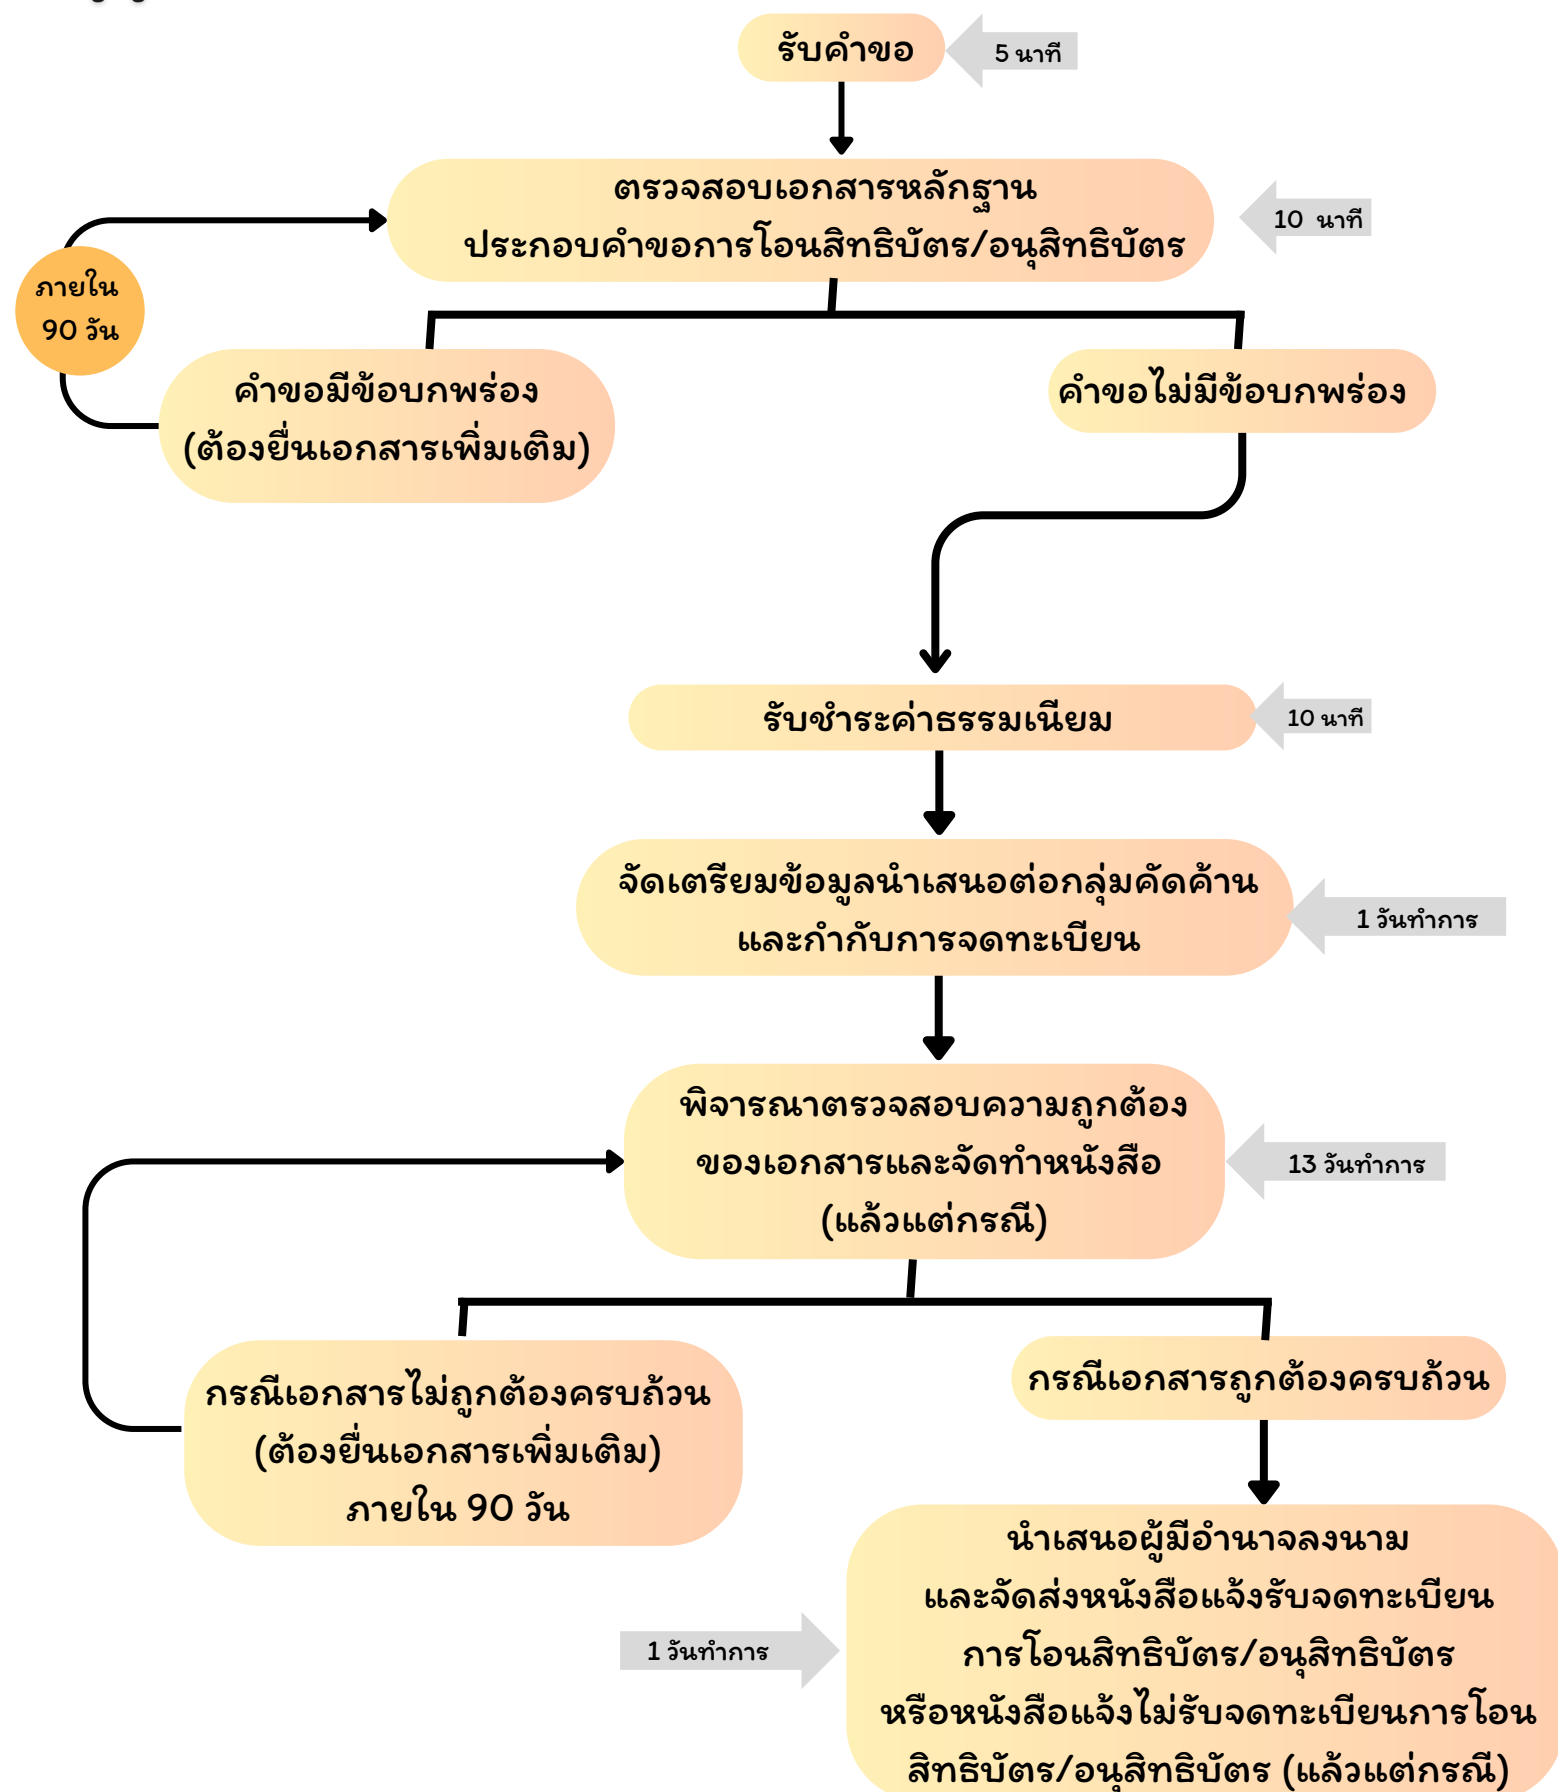 รับคำขอ
5 นาที
ตรวจสอบเอกสารหลักฐาน
ประกอบคำขอการโอนสิทธิบัตร/อนุสิทธิบัตร
10 นาที
ภายใน
90 วัน
คำขอมีข้อบกพร่อง
(ต้องยื่นเอกสารเพิ่มเติม)
คำขอไม่มีข้อบกพร่อง
รับชำระค่าธรรมเนียม
10 นาที
จัดเตรียมข้อมูลนำเสนอต่อกลุ่มคัดค้าน
และกำกับการจดทะเบียน
1 วันทำการ
พิจารณาตรวจสอบความถูกต้อง
ของเอกสารและจัดทำหนังสือ
(แล้วแต่กรณี)
13 วันทำการ
กรณีเอกสารไม่ถูกต้องครบถ้วน
(ต้องยื่นเอกสารเพิ่มเติม)
ภายใน 90 วัน
กรณีเอกสารถูกต้องครบถ้วน
นำเสนอผู้มีอำนาจลงนาม
และจัดส่งหนังสือแจ้งรับจดทะเบียน
การโอนสิทธิบัตร/อนุสิทธิบัตร
หรือหนังสือแจ้งไม่รับจดทะเบียนการโอน
สิทธิบัตร/อนุสิทธิบัตร (แล้วแต่กรณี)
1 วันทำการ